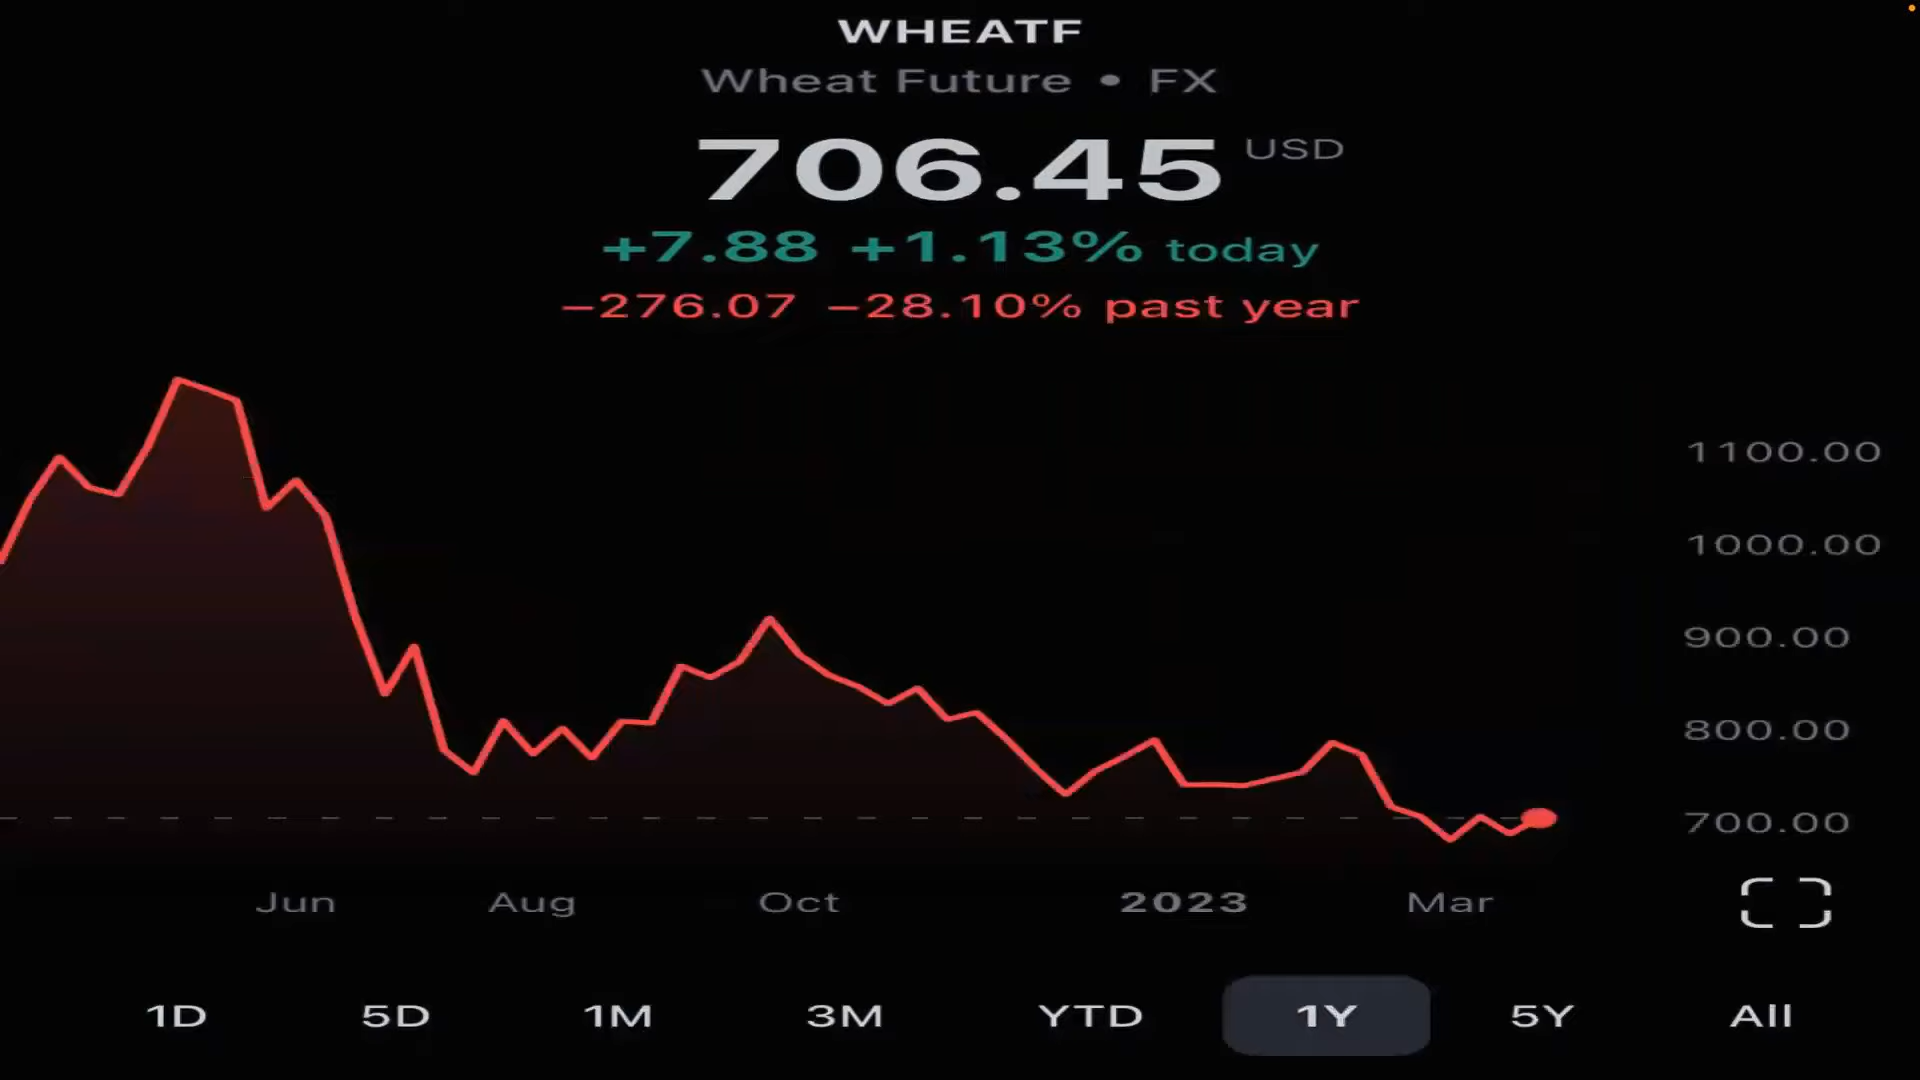 WHEATF
Wheat Future • FX
706.45 USD
+7.88 +1.13% today
−276.07 −28.10% past year
1100.00
1000.00
900.00
800.00
700.00
Jun Aug Oct 2023 Mar
1D 5D 1M 3M YTD 1Y 5Y All